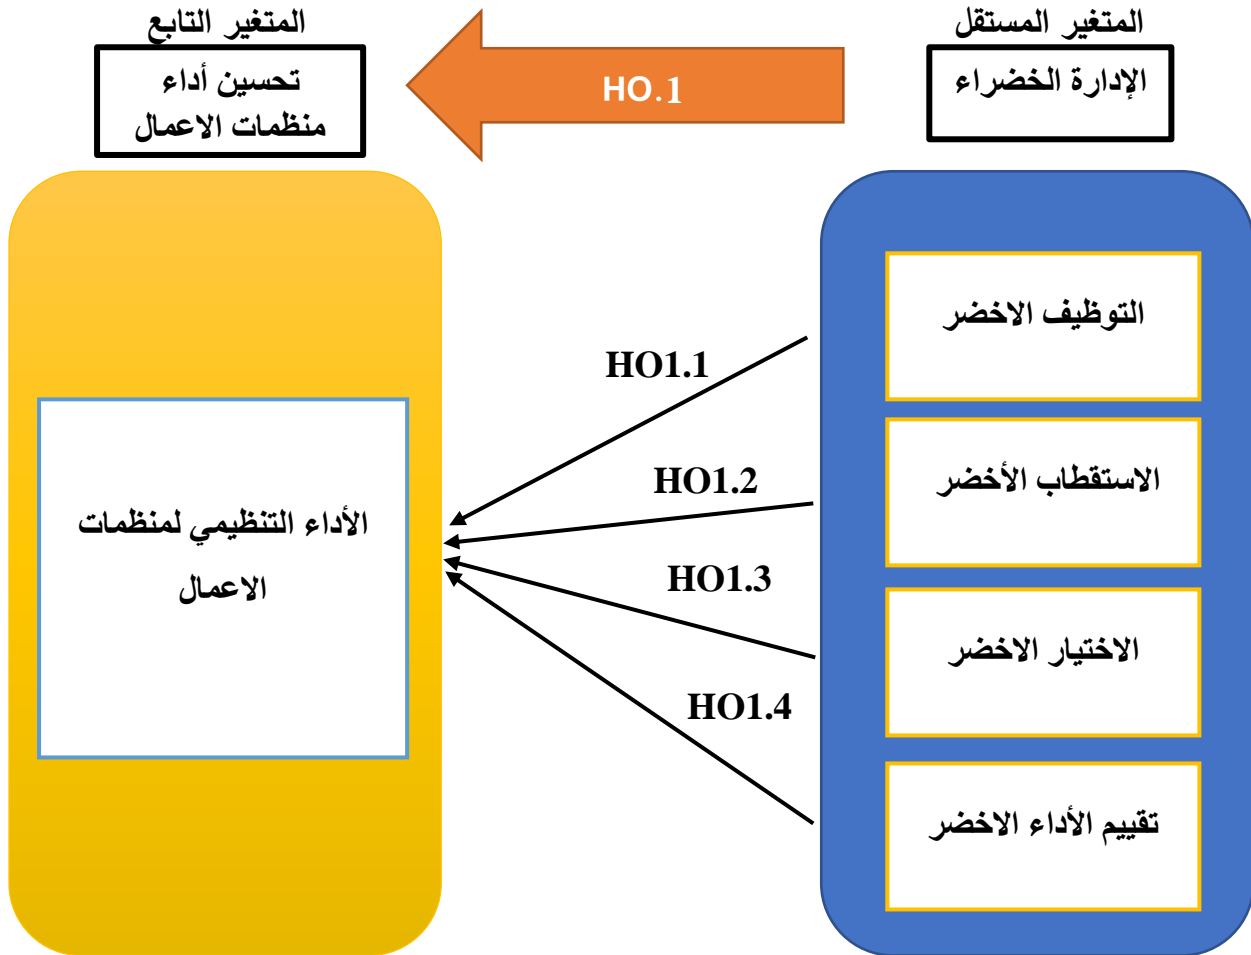 المتغير المستقل
الإدارة الخضراء
HO.1
المتغير التابع
تحسين أداء
منظمات الاعمال
التوظيف الاخضر
الاستقطاب الأخضر
الاختيار الاخضر
تقييم الأداء الاخضر
HO1.1
HO1.2
HO1.3
HO1.4
الأداء التنظيمي لمنظمات
الاعمال